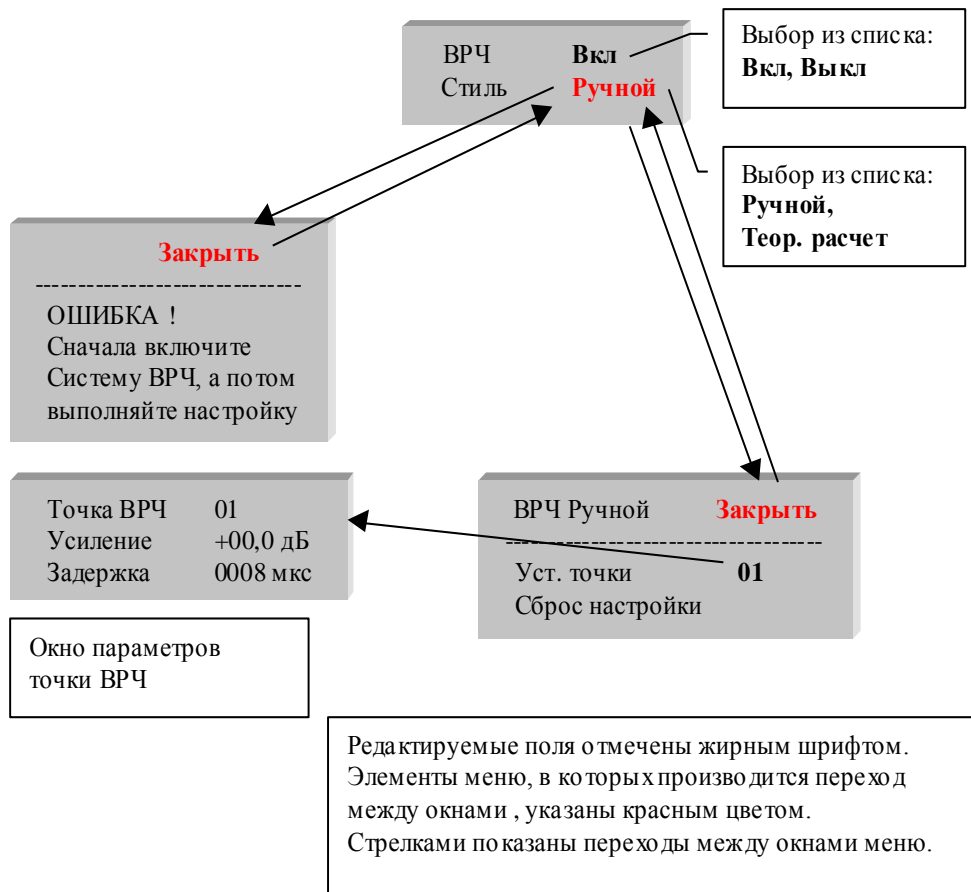 ВРЧ Вкл
Стиль Ручной
Выбор из списка:
Вкл, Выкл
Выбор из списка:
Ручной,
Теор. расчет
Закрыть
--------------------------------
ОШИБКА !
Сначала включите
Систему ВРЧ, а потом
выполняйте настройку
Точка ВРЧ 01
Усиление +00,0 дБ
Задержка 0008 мкс
ВРЧ Ручной Закрыть
--------------------------------------
Уст. точки 01
Сброс настройки
Окно параметров
точки ВРЧ
Редактируемые поля отмечены жирным шрифтом.
Элементы меню, в которых производится переход
между окнами , указаны красным цветом.
Стрелками показаны переходы между окнами меню.